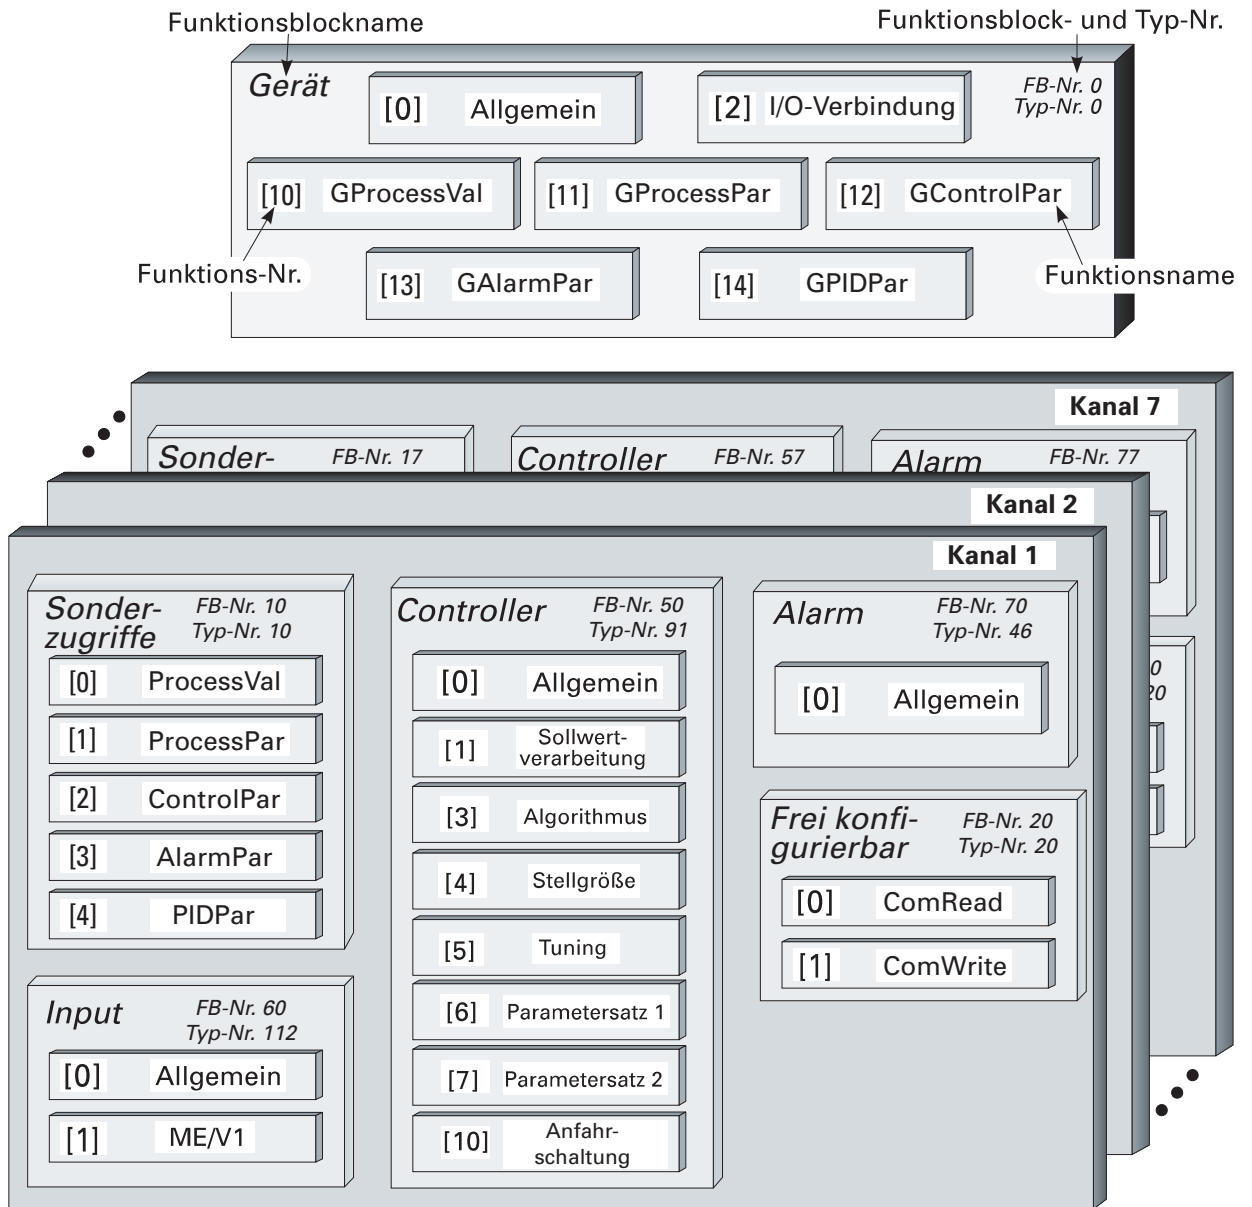 Funktionsblockname
Funktionsblock- und Typ-Nr.
Gerät
FB-Nr. 0
Typ-Nr. 0
[0] Allgemein
[2] I/O-Verbindung
[10] GProcessVal
[11] GProcessPar
[12] GControlPar
Funktions-Nr.
Funktionsname
[13] GAlarmPar
[14] GPIDPar
Kanal 7
Sonder-
FB-Nr. 17
Controller
FB-Nr. 57
Alarm
FB-Nr. 77
0
20
Kanal 2
Kanal 1
Sonder-
zugriffe
FB-Nr. 10
Typ-Nr. 10
[0] ProcessVal
[1] ProcessPar
[2] ControlPar
[3] AlarmPar
[4] PIDPar
Input
FB-Nr. 60
Typ-Nr. 112
[0] Allgemein
[1] ME/V1
Controller
FB-Nr. 50
Typ-Nr. 91
[0] Allgemein
[1] Sollwert-
verarbeitung
[3] Algorithmus
[4] Stellgröße
[5] Tuning
[6] Parametersatz 1
[7] Parametersatz 2
[10] Anfahr-
schaltung
Alarm
FB-Nr. 70
Typ-Nr. 46
[0] Allgemein
Frei konfi-
gurierbar
FB-Nr. 20
Typ-Nr. 20
[0] ComRead
[1] ComWrite